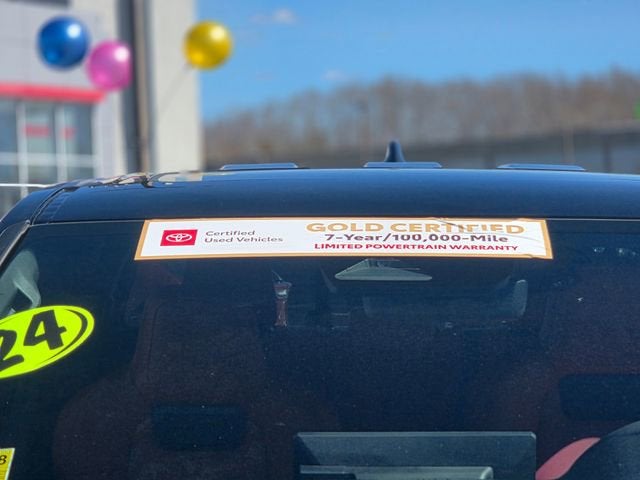 Certified
Used Vehicles
GOLD CERTIFIED
7-Year/100,000-Mile
LIMITED POWERTRAIN WARRANTY
24